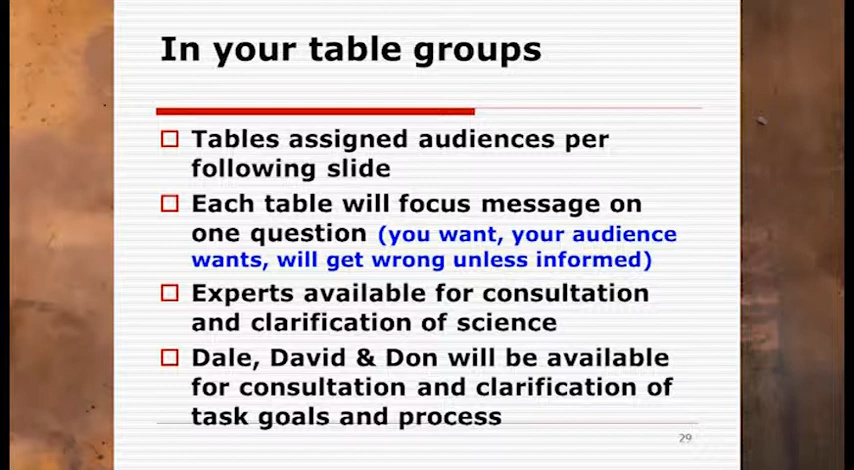 In your table groups
Tables assigned audiences per
following slide
Each table will focus message on
one question (you want, your audience
wants, will get wrong unless informed)
Experts available for consultation
and clarification of science
Dale, David & Don will be available
for consultation and clarification of
task goals and process
29